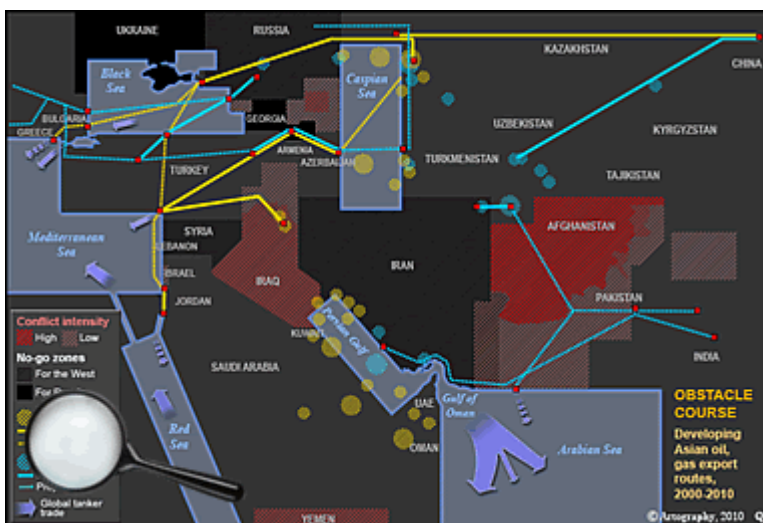 UKRAINE
RUSSIA
KAZAKHSTAN
CHINA
Black
Sea
Caspian
Sea
BULGARIA
GREECE
GEORGIA
ARMENIA
AZERBAIJAN
UZBEKISTAN
KYRGYZSTAN
TURKEY
TURKMENISTAN
TAJIKISTAN
SYRIA
LEBANON
Mediterranean
Sea
AFGHANISTAN
IRAQ
IRAN
ISRAEL
JORDAN
PAKISTAN
KUWAIT
Persian Gulf
INDIA
SAUDI ARABIA
UAE
OMAN
Gulf of
Oman
Red
Sea
Arabian Sea
YEMEN
Conflict intensity
High
Low
No-go zones
For the West
For
Global tanker
trade
OBSTACLE
COURSE
Developing
Asian oil,
gas export
routes,
2000-2010
© Artography, 2010